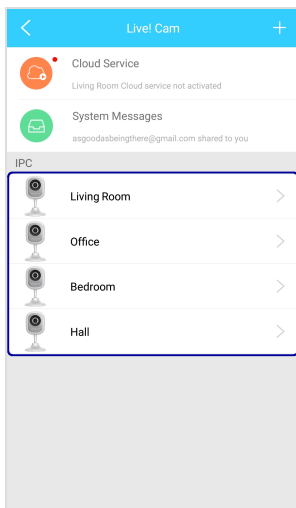 Live! Cam
Cloud Service
Living Room Cloud service not activated
System Messages
asgoodasbeingthere@gmail.com shared to you
IPC
Living Room
Office
Bedroom
Hall